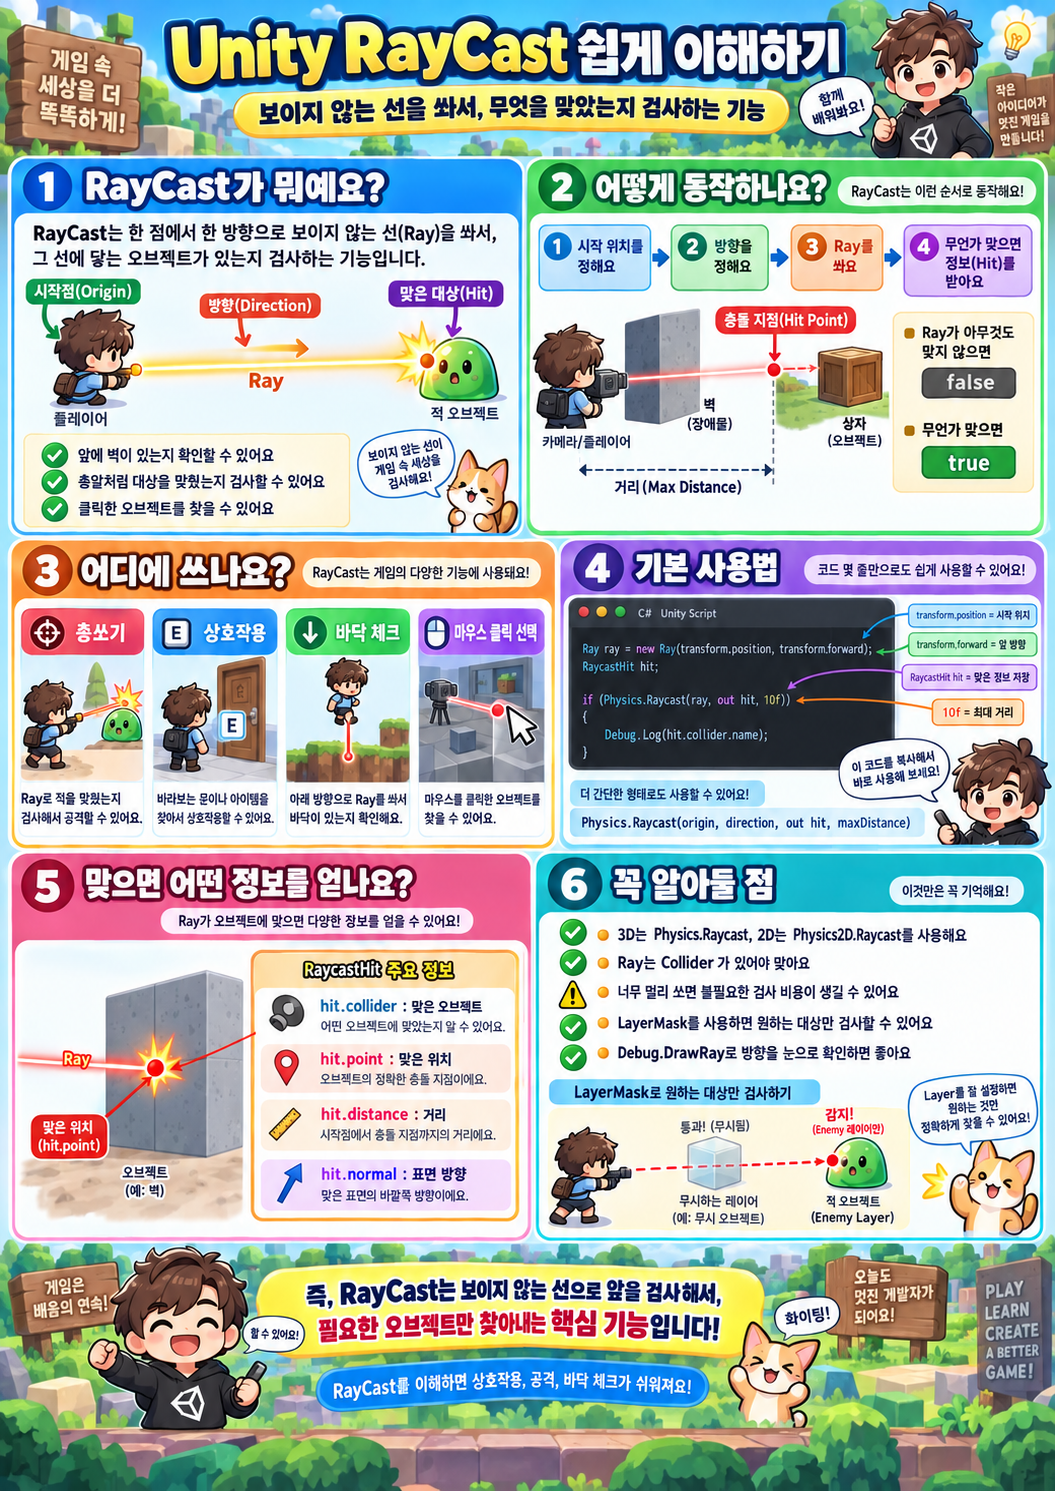 게임 속
세상을 더
똑똑하게!
Unity RayCast 쉽게 이해하기
보이지 않는 선을 쏴서, 무엇을 맞았는지 검사하는 기능
함께
배워봐요!
작은
아이디어가
멋진 게임을
만듭니다!
1 RayCast가 뭐예요?
RayCast는 한 점에서 한 방향으로 보이지 않는 선(Ray)을 쏴서,
그 선에 닿는 오브젝트가 있는지 검사하는 기능입니다.
시작점(Origin)
방향(Direction)
맞은 대상(Hit)
Ray
플레이어
적 오브젝트
앞에 벽이 있는지 확인할 수 있어요
총알처럼 대상을 맞췄는지 검사할 수 있어요
클릭한 오브젝트를 찾을 수 있어요
보이지 않는 선이
게임 속 세상을
검사해요!
2 어떻게 동작하나요?
RayCast는 이런 순서로 동작해요!
1 시작 위치를
정해요
2 방향을
정해요
3 Ray를
쏴요
4 무언가 맞으면
정보(Hit)를
받아요
충돌 지점(Hit Point)
벽
(장애물)
상자
(오브젝트)
카메라/플레이어
거리 (Max Distance)
Ray가 아무것도
맞지 않으면
false
무언가 맞으면
true
3 어디에 쓰나요?
RayCast는 게임의 다양한 기능에 사용돼요!
총쏘기
E 상호작용
바닥 체크
마우스 클릭 선택
E
Ray로 적을 맞췄는지
검사해서 공격할 수 있어요.
바라보는 문이나 아이템을
찾아서 상호작용할 수 있어요.
아래 방향으로 Ray를 쏴서
바닥이 있는지 확인해요.
마우스를 클릭한 오브젝트를
찾을 수 있어요.
4 기본 사용법
코드 몇 줄만으로도 쉽게 사용할 수 있어요!
C# Unity Script
Ray ray = new Ray(transform.position, transform.forward);
RaycastHit hit;
if (Physics.Raycast(ray, out hit, 10f))
{
Debug.Log(hit.collider.name);
}
transform.position = 시작 위치
transform,forward = 앞 방향
RaycastHit hit = 맞은 정보 저장
10f = 최대 거리
이 코드를 복사해서
바로 사용해 보세요!
더 간단한 형태로도 사용할 수 있어요!
Physics.Raycast(origin, direction, out hit, maxDistance)
5 맞으면 어떤 정보를 얻나요?
Ray가 오브젝트에 맞으면 다양한 정보를 얻을 수 있어요!
Ray
맞은 위치
(hit.point)
오브젝트
(예: 벽)
RaycastHit 주요 정보
hit.collider : 맞은 오브젝트
어떤 오브젝트에 맞았는지 알 수 있어요.
hit.point : 맞은 위치
오브젝트의 정확한 충돌 지점이에요.
hit.distance : 거리
시작점에서 충돌 지점까지의 거리에요.
hit.normal : 표면 방향
맞은 표면의 바깥쪽 방향이에요.
6 꼭 알아둘 점
이것만은 꼭 기억해요!
3D는 Physics.Raycast, 2D는 Physics2D.Raycast를 사용해요
Ray는 Collider 가 있어야 맞아요
너무 멀리 쏘면 불필요한 검사 비용이 생길 수 있어요
LayerMask를 사용하면 원하는 대상만 검사할 수 있어요
Debug.DrawRay로 방향을 눈으로 확인하면 좋아요
LayerMask로 원하는 대상만 검사하기
통과! (무시됨)
감지!
(Enemy 레이어만)
무시하는 레이어
(예: 무시 오브젝트)
적 오브젝트
(Enemy Layer)
Layer를 잘 설정하면
원하는 것만
정확하게 찾을 수 있어요!
게임은
배움의 연속!
할 수 있어요!
즉, RayCast는 보이지 않는 선으로 앞을 검사해서,
필요한 오브젝트만 찾아내는 핵심 기능입니다!
RayCast를 이해하면 상호작용, 공격, 바닥 체크가 쉬워져요!
화이팅!
오늘도
멋진 개발자가
되어요!
PLAY
LEARN
CREATE
A BETTER
GAME!